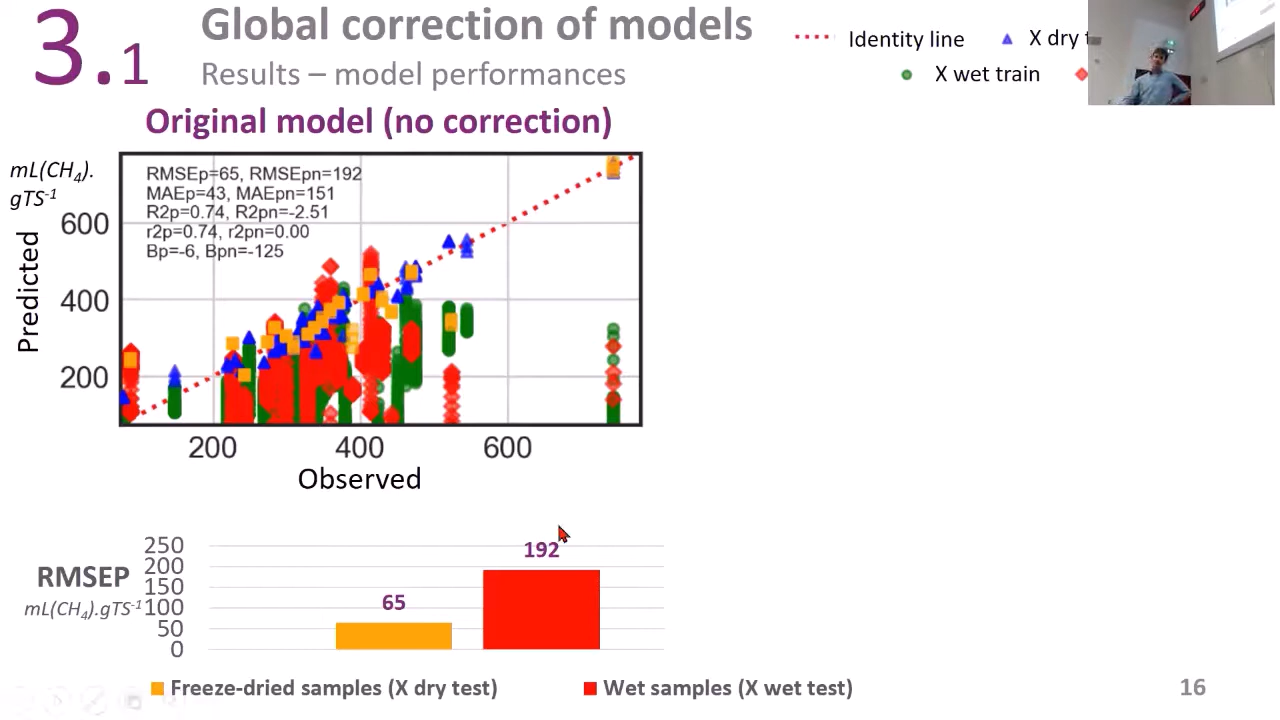 3.1
Global correction of models
Results – model performances
Identity line
X dry
X wet train
Original model (no correction)
mL(CH₄).
gTS⁻¹
Predicted
RMSEp=65, RMSEpn=192
MAEp=43, MAEpn=151
R2p=0.74, R2pn=-2.51
r2p=0.74, r2pn=0.00
Bp=-6, Bpn=-125
600
400
200
200 400 600
Observed
RMSEP
mL(CH₄).gTS⁻¹
250
200
150
100
50
0
65
192
Freeze-dried samples (X dry test)
Wet samples (X wet test)
16